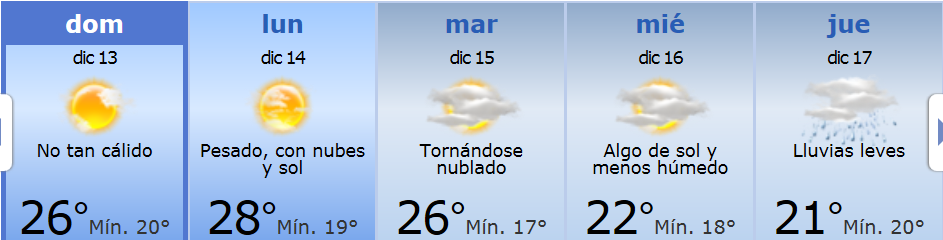 dom
dic 13
No tan cálido
26° Mín. 20°
lun
dic 14
Pesado, con nubes
y sol
28° Mín. 19°
mar
dic 15
Tornándose
nublado
26° Mín. 17°
mié
dic 16
Algo de sol y
menos húmedo
22° Mín. 18°
jue
dic 17
Lluvias leves
21° Mín. 20°